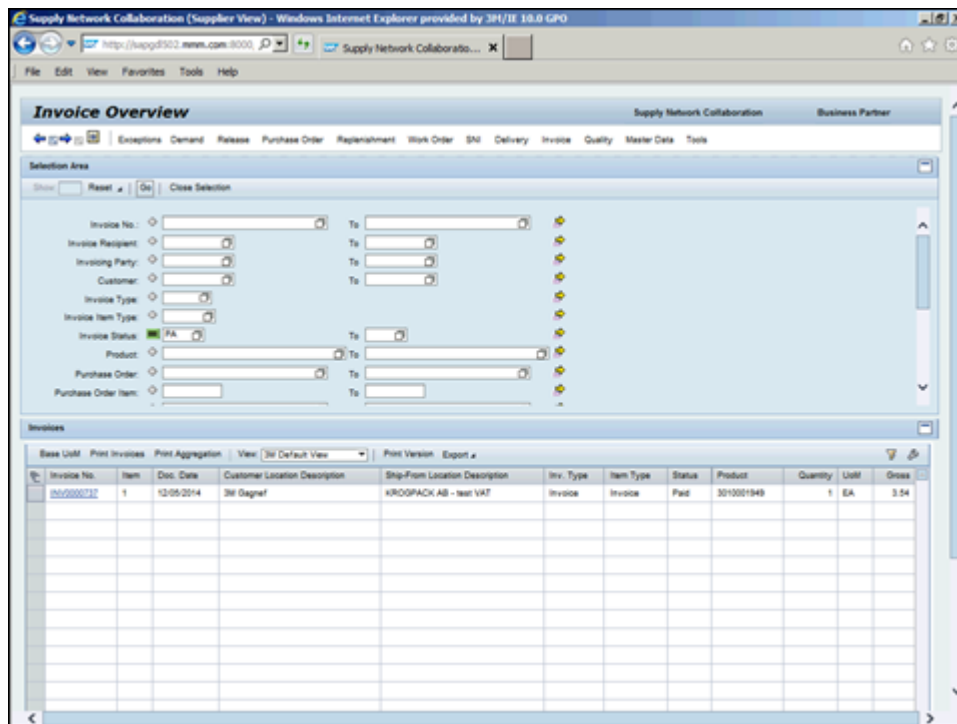 Supply Network Collaboration (Supplier View) - Windows Internet Explorer provided by 3M/IE 10.0 GPO
http://sapgdl502.mmm.com:8000, Supply Network Collaboratio... X
File Edit View Favorites Tools Help
Invoice Overview Supply Network Collaboration Business Partner
Exceptions Demand Release Purchase Order Replenishment Work Order SNI Delivery Invoice Quality Master Data Tools
Selection Area
Show: Reset Go Close Selection
Invoice No.: To
Invoice Recipient: To
Invoicing Party: To
Customer: To
Invoice Type:
Invoice Item Type:
Invoice Status: PA To
Product: To
Purchase Order: To
Purchase Order Item: To
Invoices
Base UoM Print Invoices Print Aggregation View: 3W Default View Print Version Export
Invoice No. Item Doc. Date Customer Location Description Ship-From Location Description Inv. Type Item Type Status Product Quantity UoM Gross
INV0000737 1 12/05/2014 3M Gagnef KROGPACK AB - test VAT Invoice Invoice Paid 3010001949 1 EA 3.54